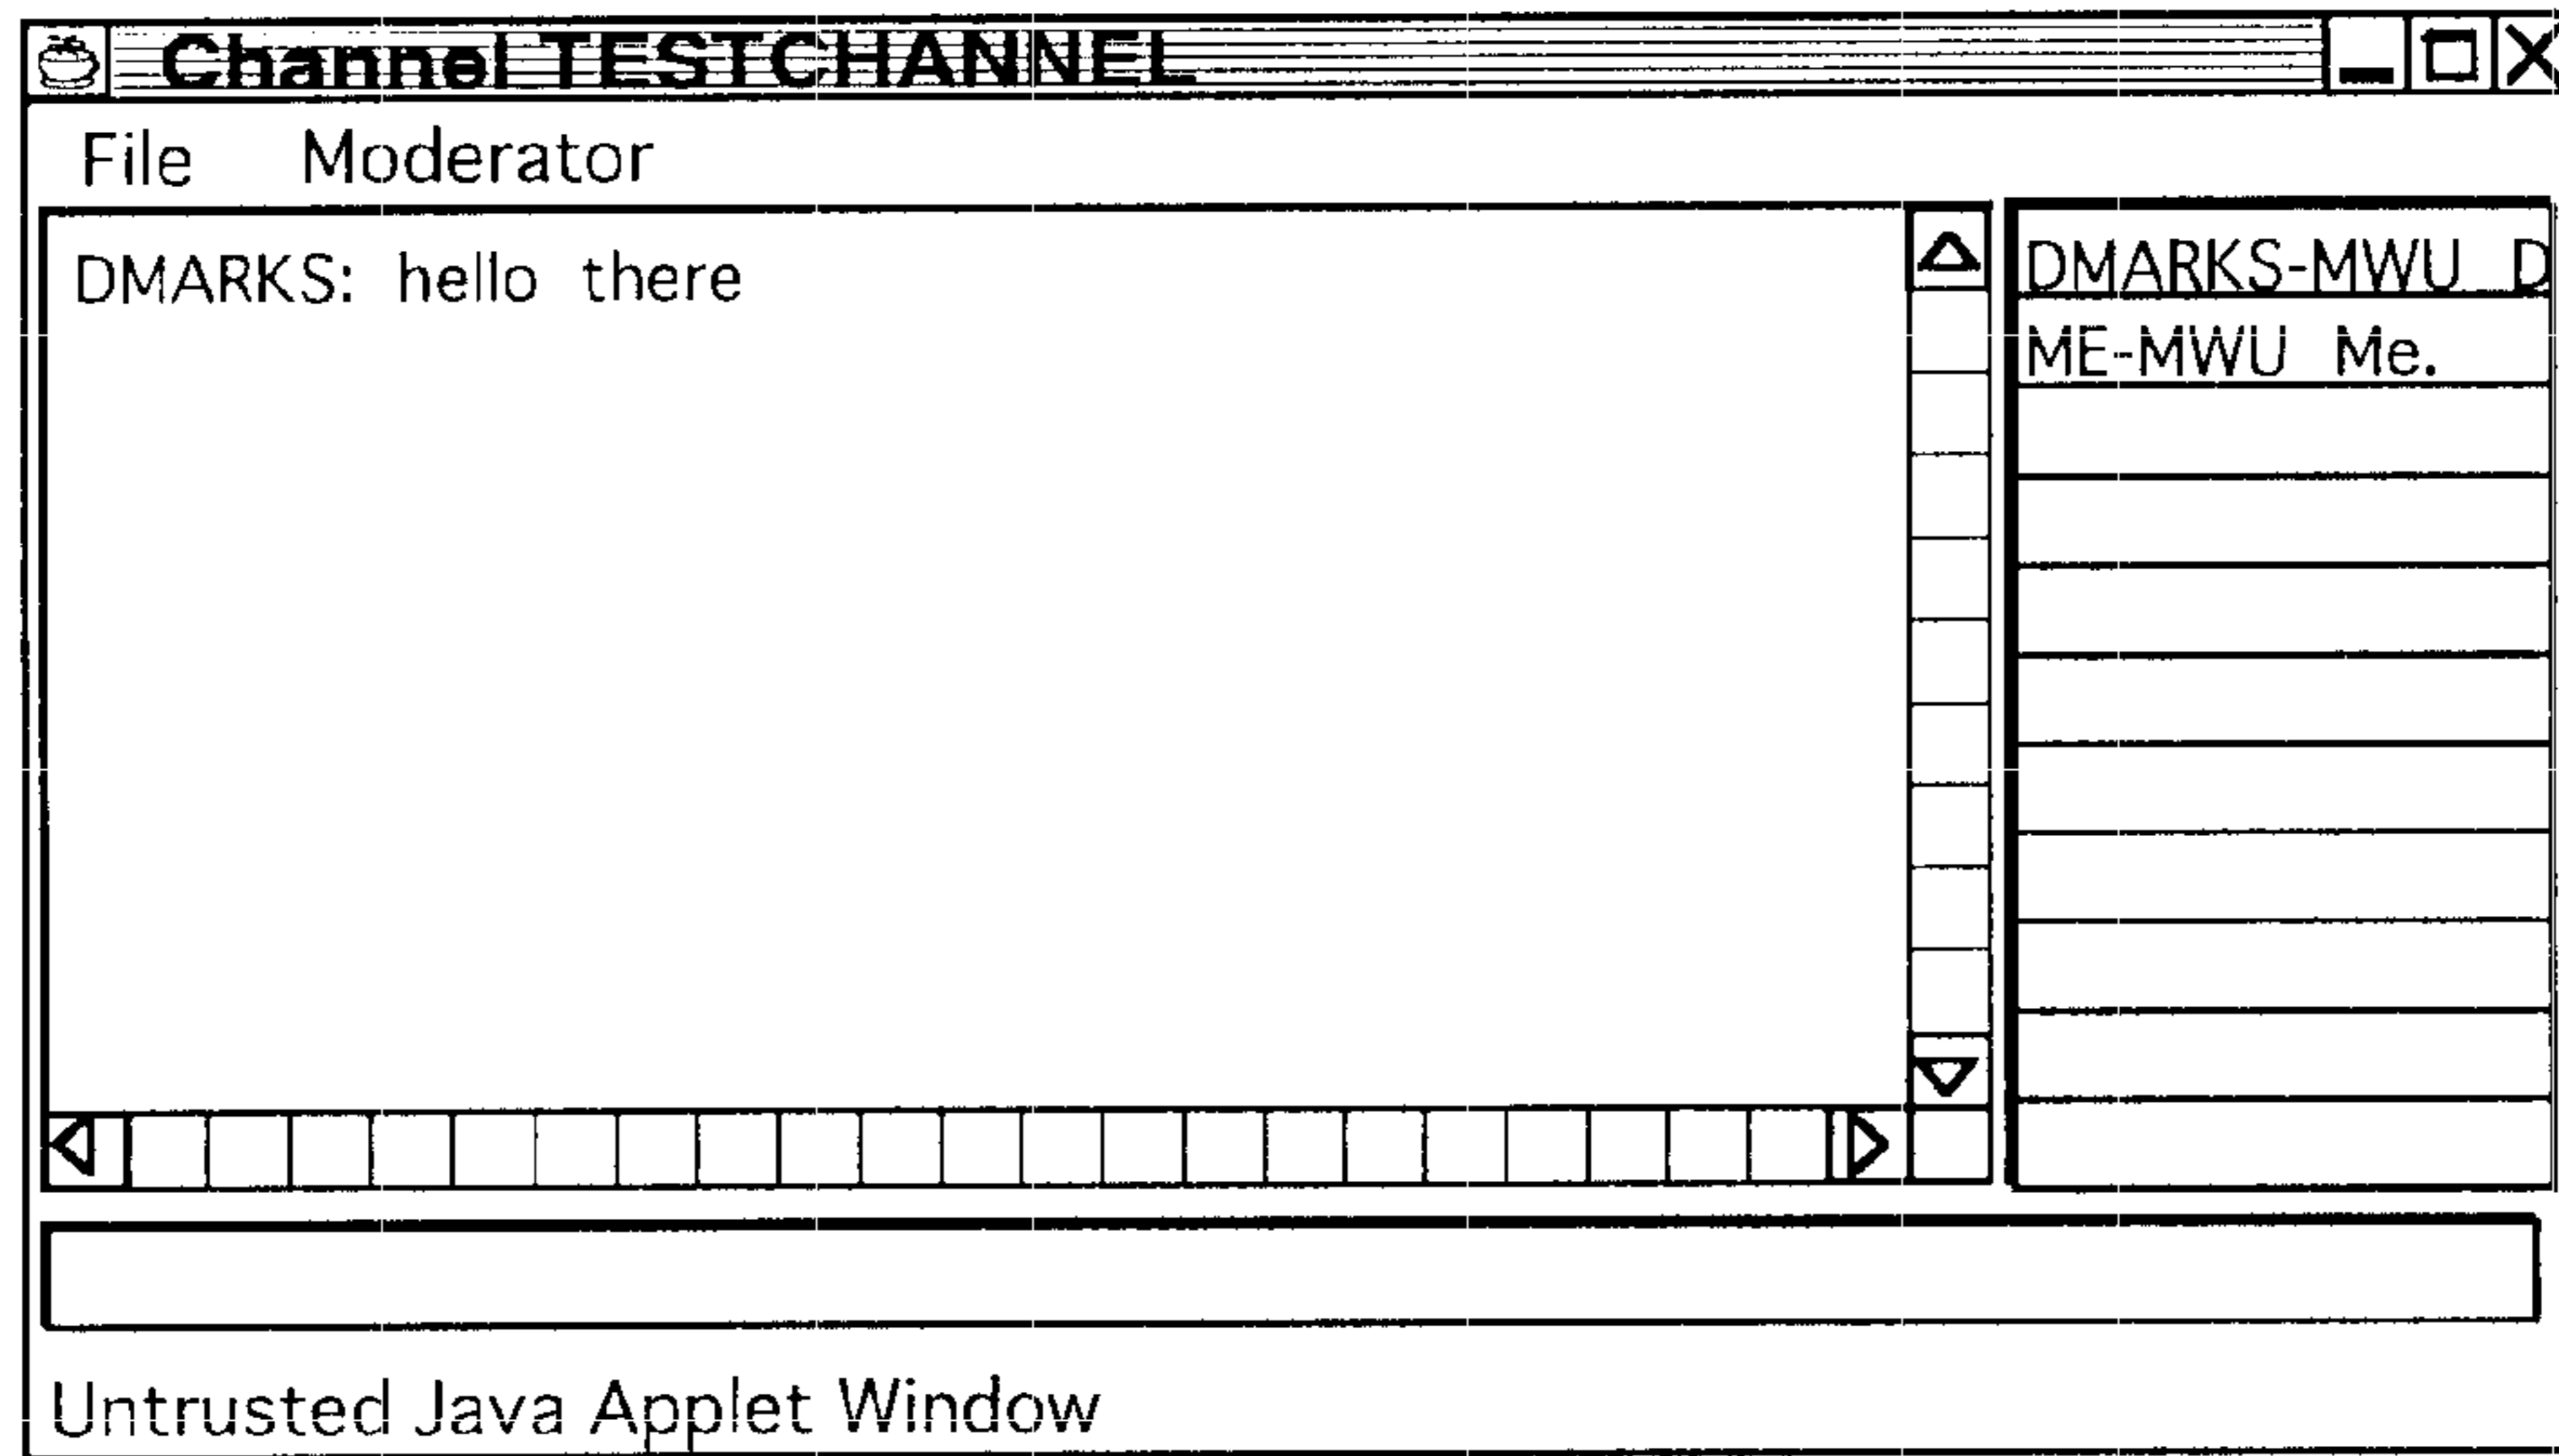 Channel TESTCHANNEL
File Moderator
DMARKS: hello there
DMARKS-MWU D
ME-MWU Me.
Untrusted Java Applet Window